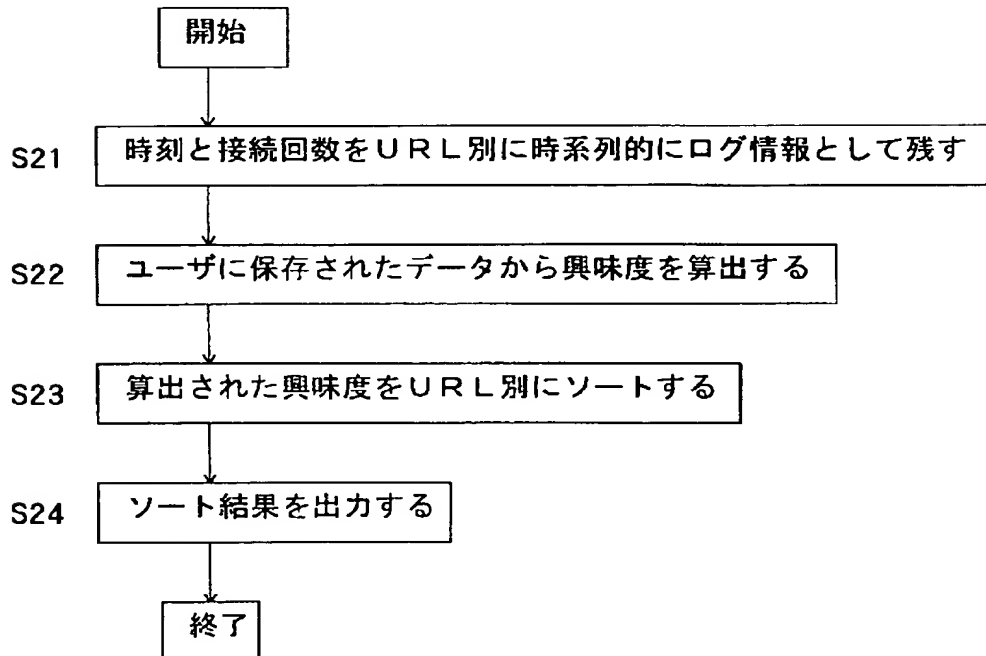 開始
S21 時刻と接続回数をＵＲＬ別に時系列的にログ情報として残す
S22 ユーザに保存されたデータから興味度を算出する
S23 算出された興味度をＵＲＬ別にソートする
S24 ソート結果を出力する
終了